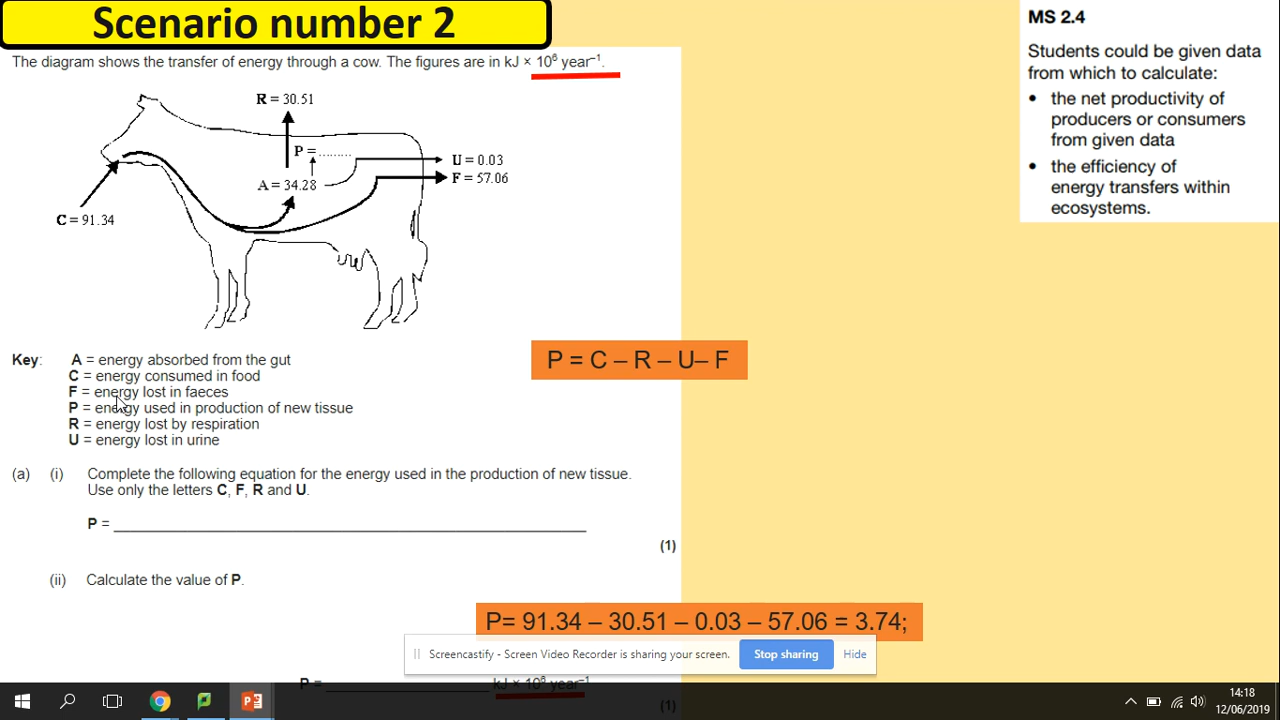 Scenario number 2
The diagram shows the transfer of energy through a cow. The figures are in kJ × 10⁶ year⁻¹.
R = 30.51
P = ..............
U = 0.03
A = 34.28
F = 57.06
C = 91.34
Key: A = energy absorbed from the gut
C = energy consumed in food
F = energy lost in faeces
P = energy used in production of new tissue
R = energy lost by respiration
U = energy lost in urine
P = C – R – U– F
(a) (i) Complete the following equation for the energy used in the production of new tissue.
Use only the letters C, F, R and U.
P = ______________________________
(1)
(ii) Calculate the value of P.
P= 91.34 – 30.51 – 0.03 – 57.06 = 3.74;
P = ____________________ kJ × 10⁶ year⁻¹
(1)
MS 2.4
Students could be given data
from which to calculate:
• the net productivity of
producers or consumers
from given data
• the efficiency of
energy transfers within
ecosystems.
Screencastify - Screen Video Recorder is sharing your screen.
Stop sharing
Hide
14:18
12/06/2019